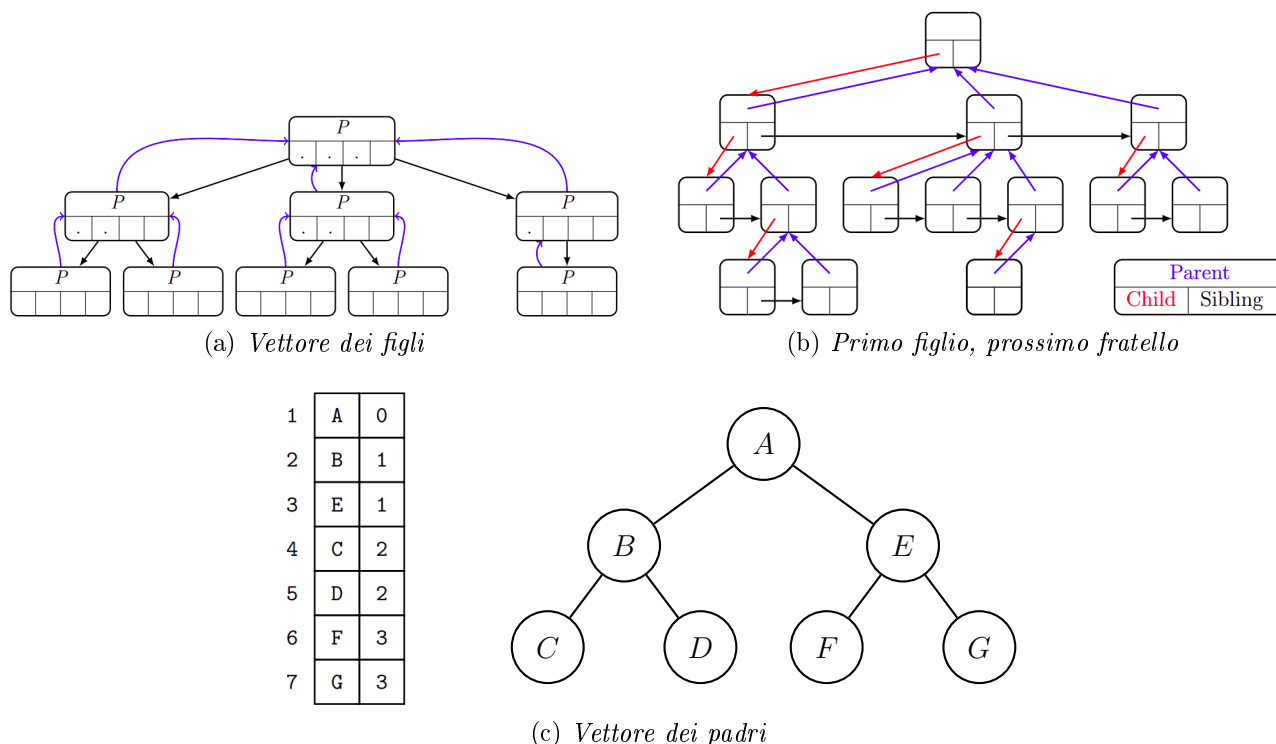 P
. . .
P
. .
P
. .
P
.
P
P
P
P
P
(a) Vettore dei figli
Parent
Child Sibling
(b) Primo figlio, prossimo fratello
1 A 0
2 B 1
3 E 1
4 C 2
5 D 2
6 F 3
7 G 3
A
B E
C D F G
(c) Vettore dei padri